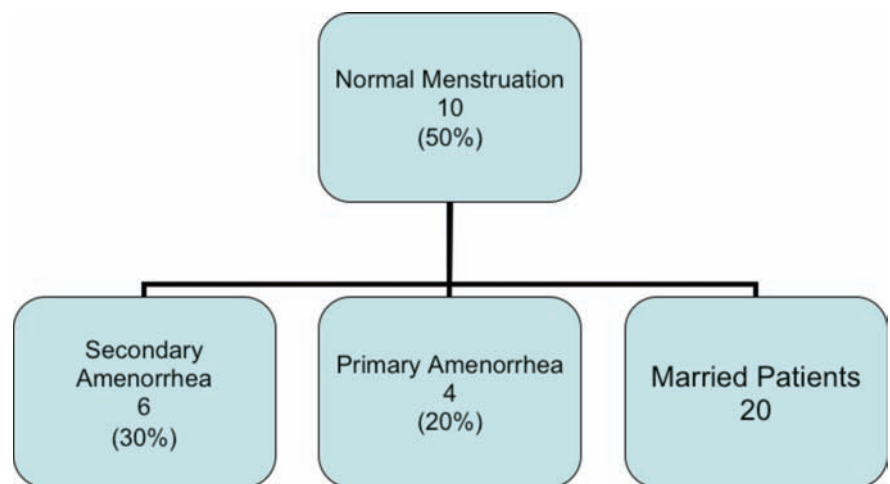 Normal Menstruation
10
(50%)
Secondary
Amenorrhea
6
(30%)
Primary Amenorrhea
4
(20%)
Married Patients
20